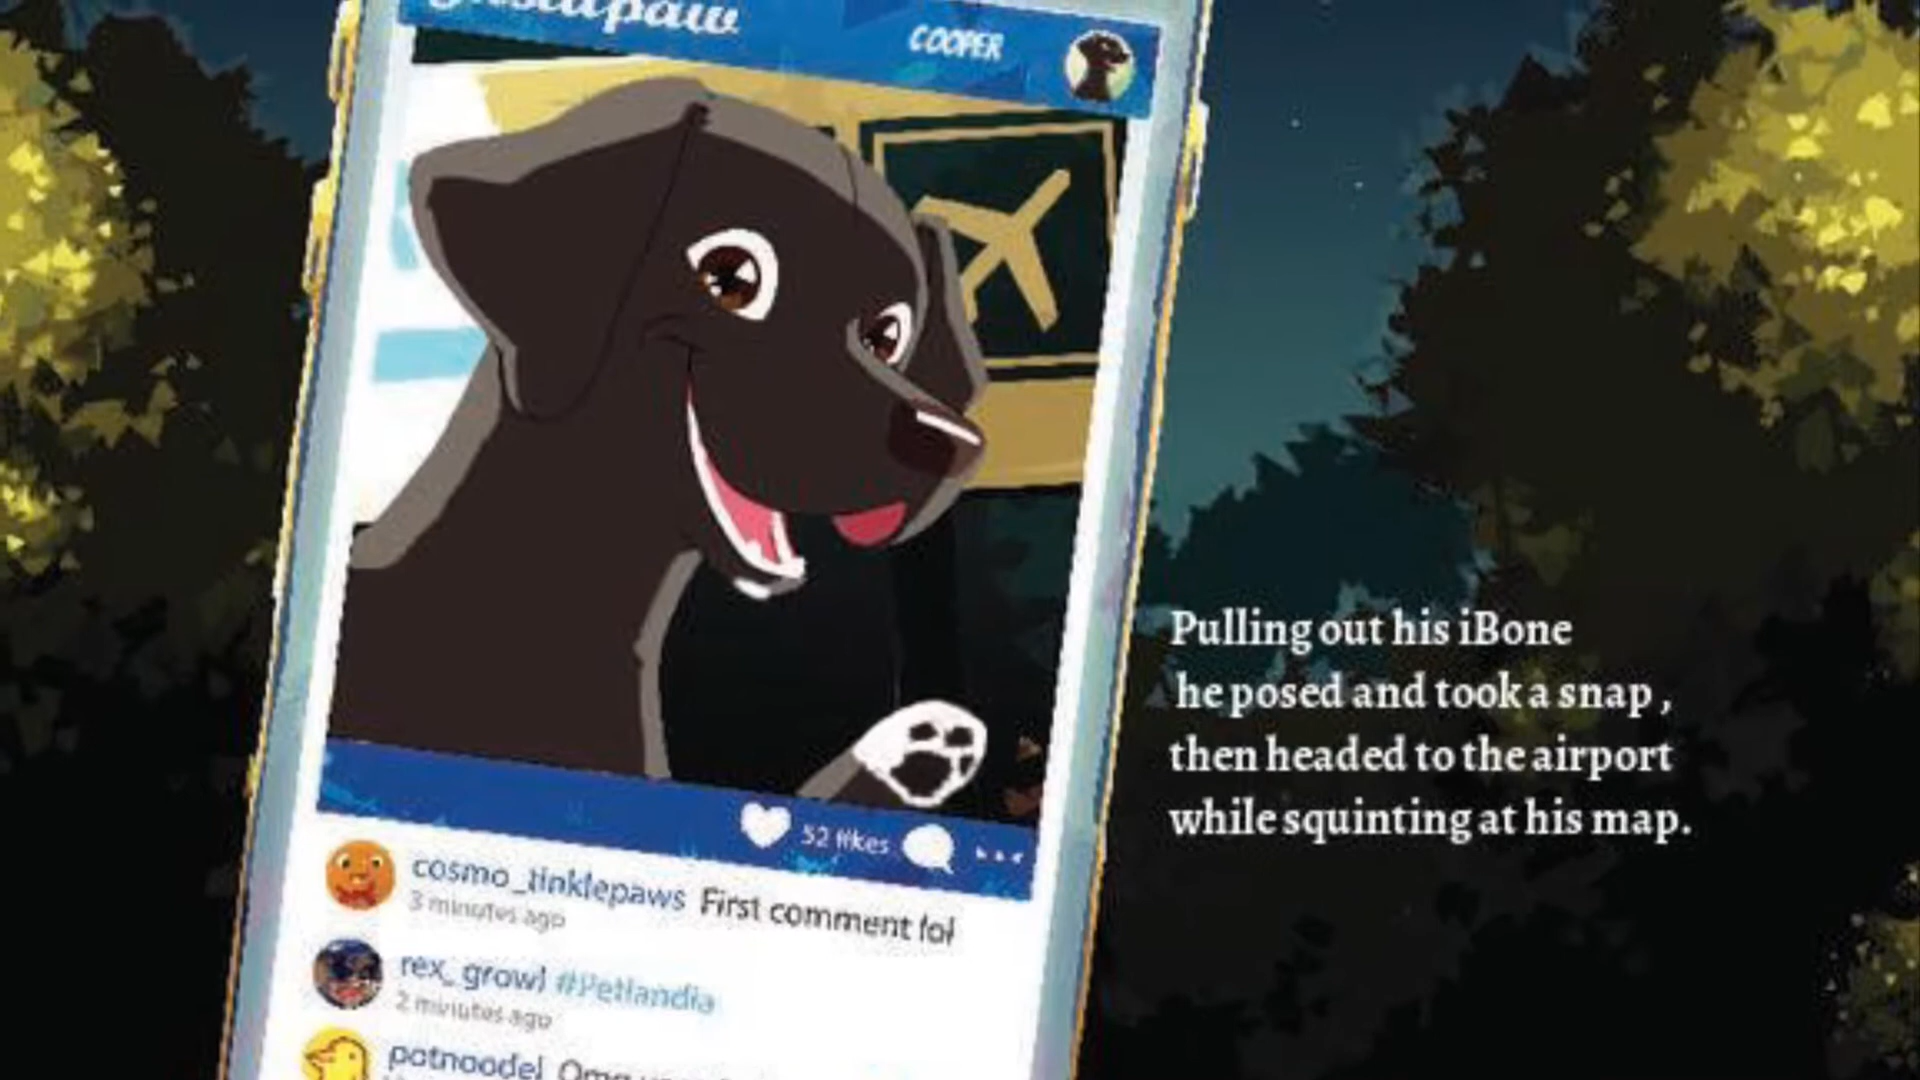 Instapaw
COOPER
52 likes
cosmo_tinklepaws First comment lol
3 minutes ago
rex_growl #Petlandia
2 minutes ago
potnoodel Omg
Pulling out his iBone
he posed and took a snap,
then headed to the airport
while squinting at his map.